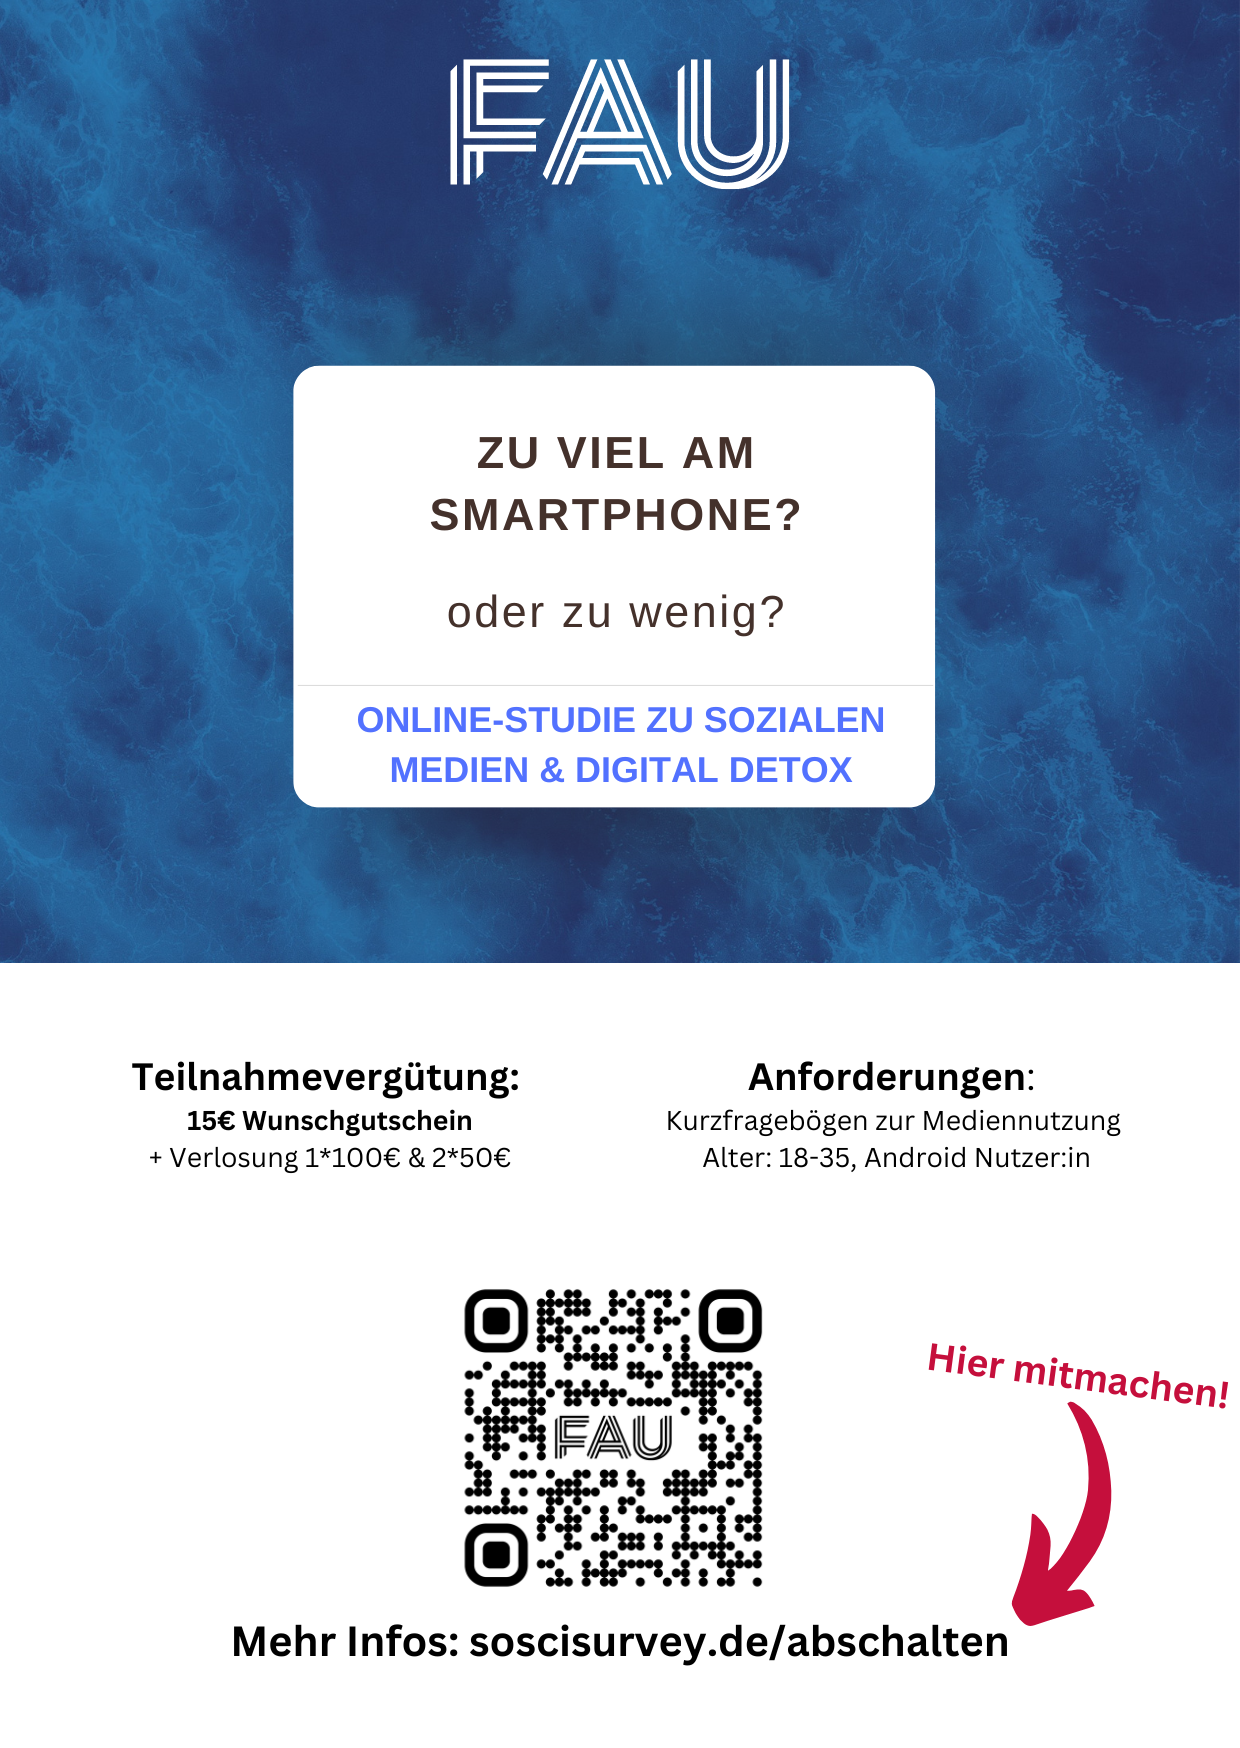 FAU
ZU VIEL AM
SMARTPHONE?
oder zu wenig?
ONLINE-STUDIE ZU SOZIALEN
MEDIEN & DIGITAL DETOX
Teilnahmevergütung:
15€ Wunschgutschein
+ Verlosung 1*100€ & 2*50€
Anforderungen:
Kurzfragebögen zur Mediennutzung
Alter: 18-35, Android Nutzer:in
Hier mitmachen!
FAU
Mehr Infos: soscisurvey.de/abschalten